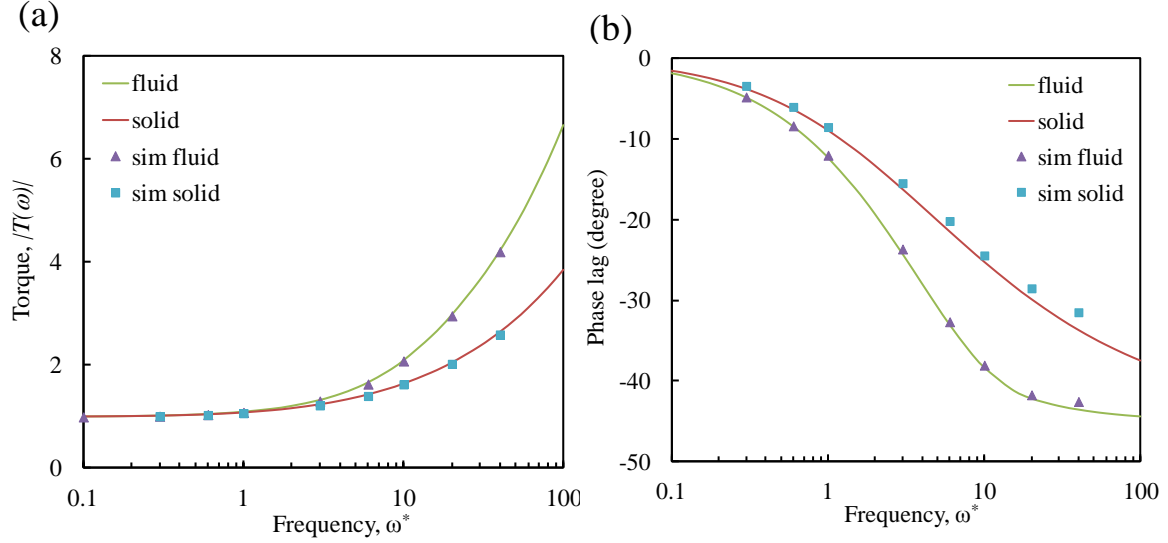 (a)
8
6
4
2
0
Torque, |T(ω)|
fluid
solid
sim fluid
sim solid
0.1
1
10
100
Frequency, ω*
(b)
0
-10
-20
-30
-40
-50
Phase lag (degree)
fluid
solid
sim fluid
sim solid
0.1
1
10
100
Frequency, ω*